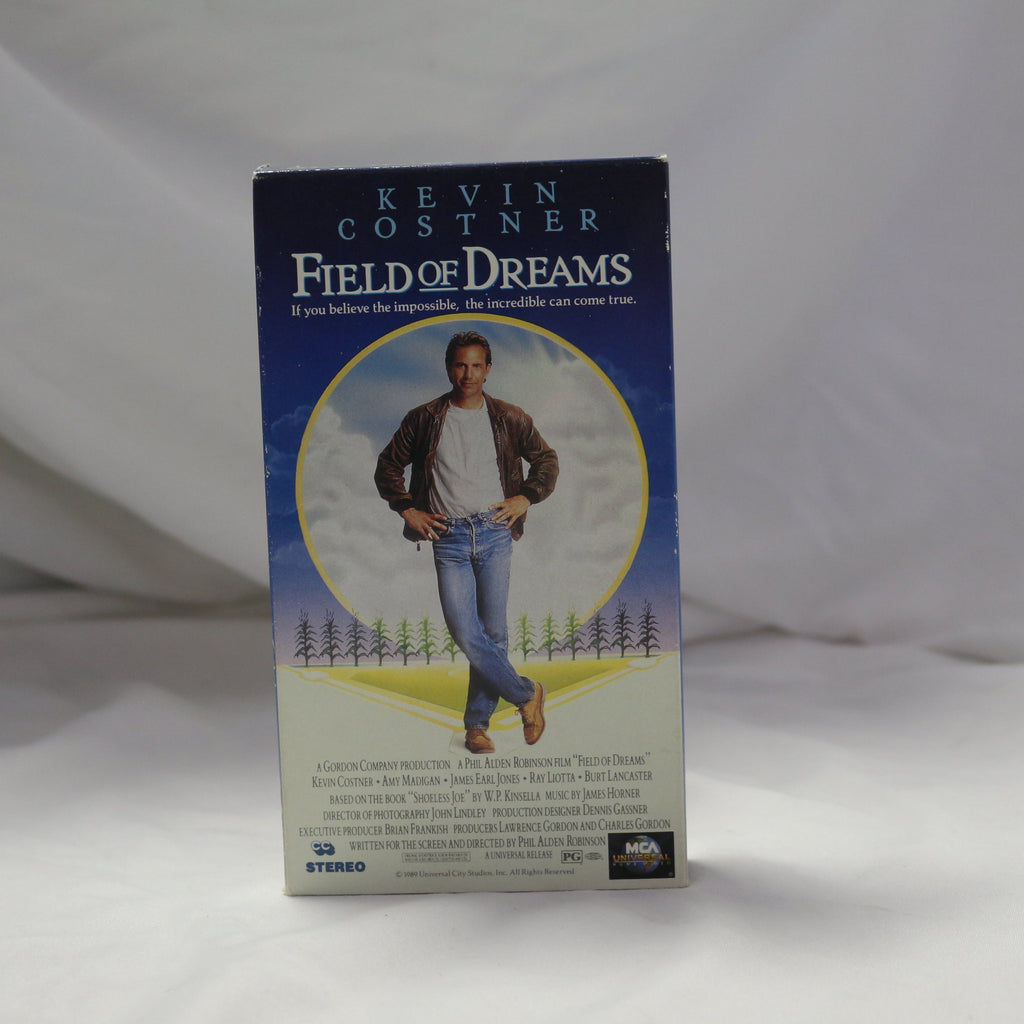 KEVIN
COSTNER
FIELD OF DREAMS
If you believe the impossible, the incredible can come true.
A GORDON COMPANY PRODUCTION A PHIL ALDEN ROBINSON FILM "FIELD OF DREAMS"
KEVIN COSTNER • AMY MADIGAN • JAMES EARL JONES • RAY LIOTTA • BURT LANCASTER
BASED ON THE BOOK "SHOELESS JOE" BY W.P. KINSELLA MUSIC BY JAMES HORNER
DIRECTOR OF PHOTOGRAPHY JOHN LINDLEY PRODUCTION DESIGNER DENNIS GASSNER
EXECUTIVE PRODUCER BRIAN FRANKISH PRODUCERS LAWRENCE GORDON AND CHARLES GORDON
WRITTEN FOR THE SCREEN AND DIRECTED BY PHIL ALDEN ROBINSON
CC
STEREO
A UNIVERSAL RELEASE PG
© 1989 Universal City Studios, Inc. All Rights Reserved
MCA
UNIVERSAL